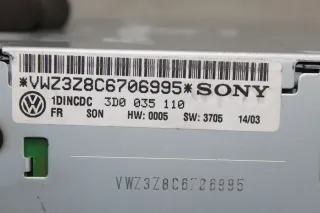 *VWZ3Z8C6706995* SONY
1DINCDC 3D0 035 110
FR SON HW: 0005 SW: 3705 14/03
VWZ3Z8C6706995